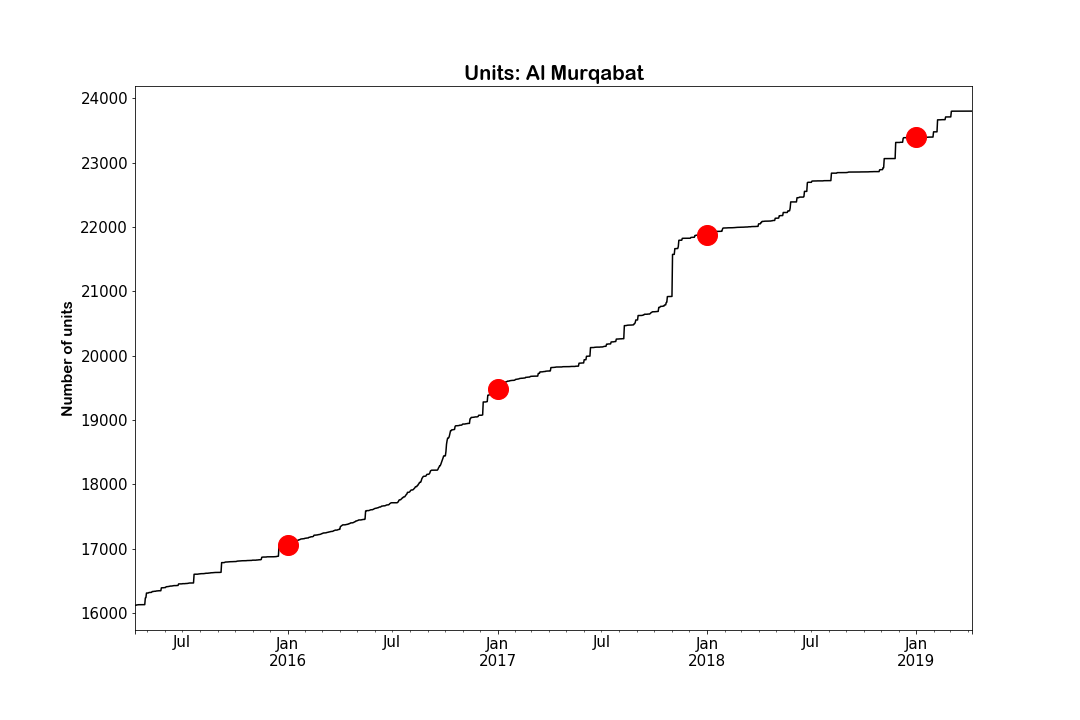 Units: Al Murqabat
24000
23000
22000
21000
20000
19000
18000
17000
16000
Number of units
Jul
Jan
2016
Jul
Jan
2017
Jul
Jan
2018
Jul
Jan
2019